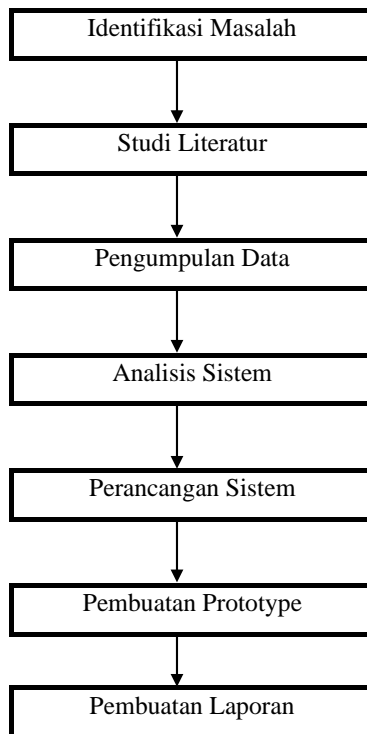 Identifikasi Masalah
Studi Literatur
Pengumpulan Data
Analisis Sistem
Perancangan Sistem
Pembuatan Prototype
Pembuatan Laporan